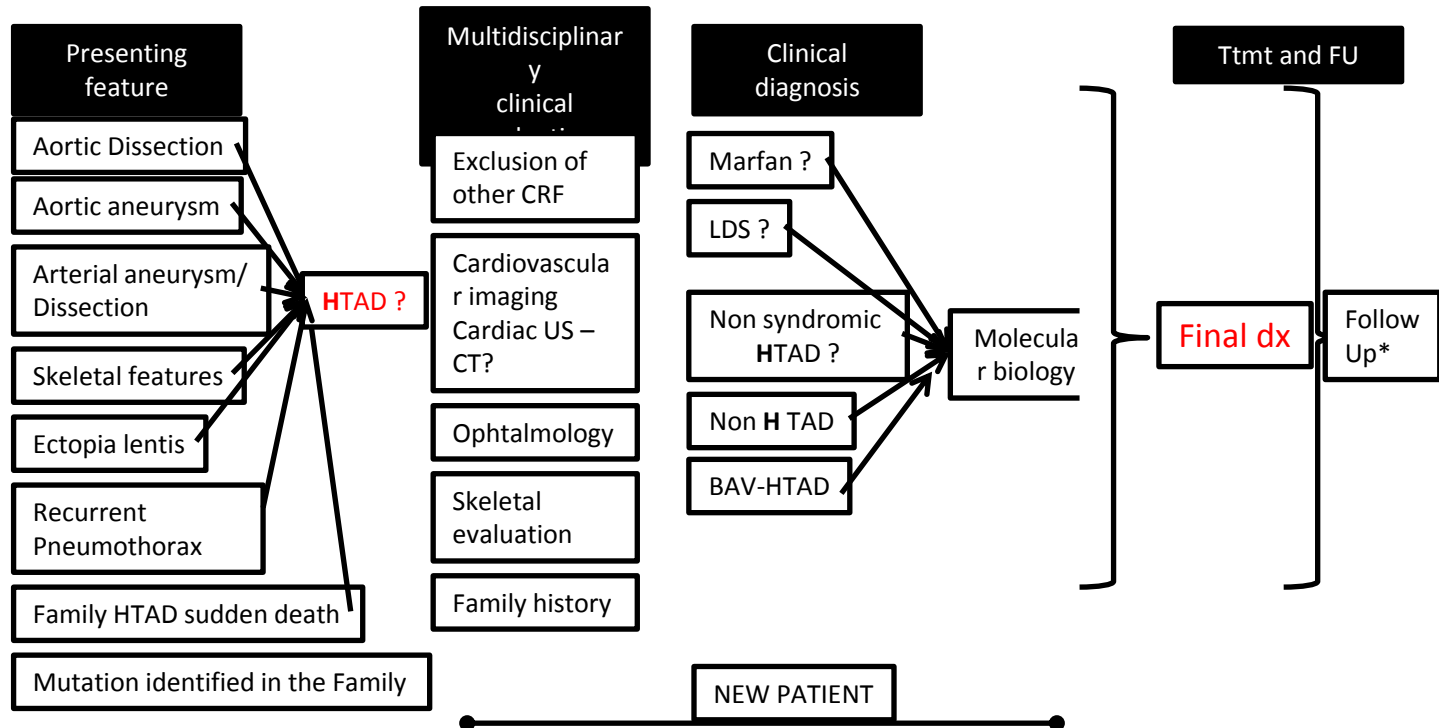 Presenting
feature
Aortic Dissection
Aortic aneurysm
Arterial aneurysm/
Dissection
Skeletal features
Ectopia lentis
Recurrent
Pneumothorax
Family HTAD sudden death
Mutation identified in the Family
HTAD ?
Multidisciplinar
y
clinical
Exclusion of
other CRF
Cardiovascula
r imaging
Cardiac US –
CT?
Ophtalmology
Skeletal
evaluation
Family history
Clinical
diagnosis
Marfan ?
LDS ?
Non syndromic
HTAD ?
Non H TAD
BAV-HTAD
Molecula
r biology
NEW PATIENT
Ttmt and FU
Final dx
Follow
Up*